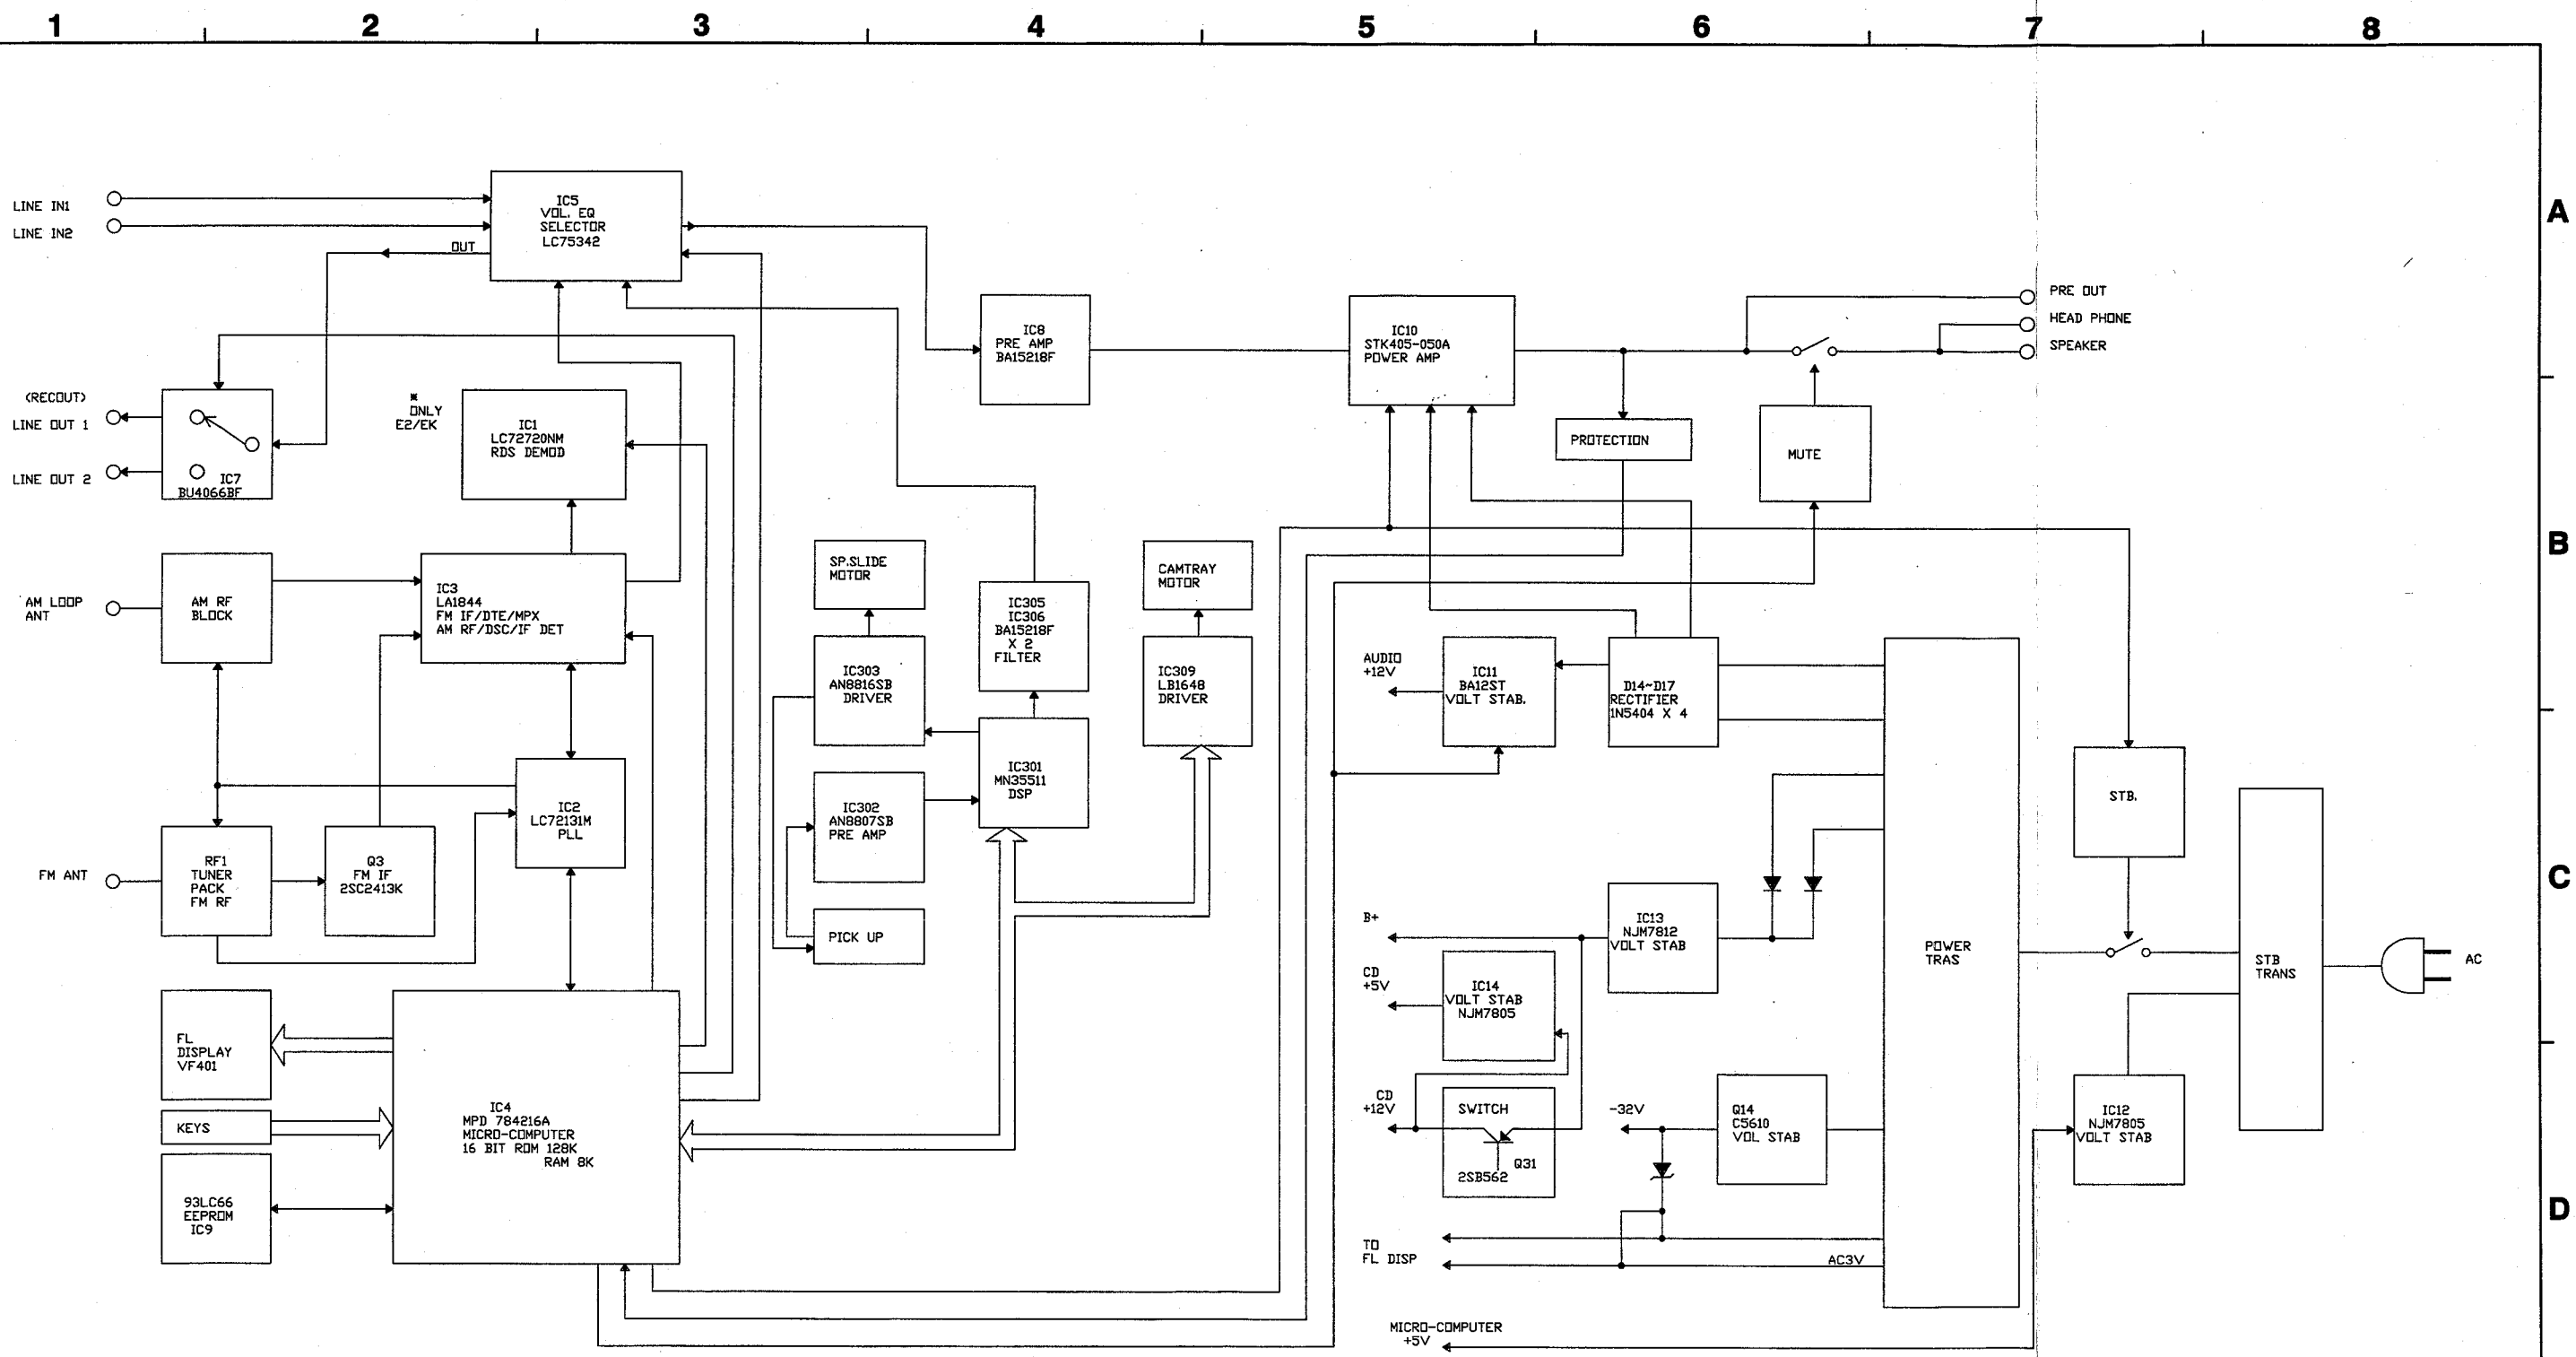 1 2 3 4 5 6 7 8
A
B
C
D
LINE IN1
LINE IN2
IC5
VOL. EQ
SELECTOR
LC75342
OUT
IC8
PRE AMP
BA15218F
IC10
STK405-050A
POWER AMP
PRE OUT
HEAD PHONE
SPEAKER
(RECOUT)
LINE OUT 1
LINE OUT 2
IC7
BU4066BF
*
ONLY
E2/EK
IC1
LC72720NM
RDS DEMOD
PROTECTION
MUTE
AM LOOP
ANT
AM RF
BLOCK
IC3
LA1844
FM IF/DTE/MPX
AM RF/DSC/IF DET
SP.SLIDE
MOTOR
IC303
AN8816SB
DRIVER
IC305
IC306
BA15218F
X 2
FILTER
CAMTRAY
MOTOR
IC309
LB1648
DRIVER
AUDIO
+12V
IC11
BA12ST
VOLT STAB.
D14~D17
RECTIFIER
1N5404 X 4
IC2
LC72131M
PLL
IC302
AN8807SB
PRE AMP
IC301
MN35511
DSP
STB.
FM ANT
RF1
TUNER
PACK
FM RF
Q3
FM IF
2SC2413K
PICK UP
B+
IC13
NJM7812
VOLT STAB
POWER
TRAS
STB
TRANS
AC
CD
+5V
IC14
VOLT STAB
NJM7805
FL
DISPLAY
VF401
KEYS
93LC66
EEPROM
IC9
IC4
MPD 784216A
MICRO-COMPUTER
16 BIT ROM 128K
RAM 8K
CD
+12V
SWITCH
Q31
2SB562
-32V
Q14
C5610
VOL STAB
IC12
NJM7805
VOLT STAB
TO
FL DISP
AC3V
MICRO-COMPUTER
+5V